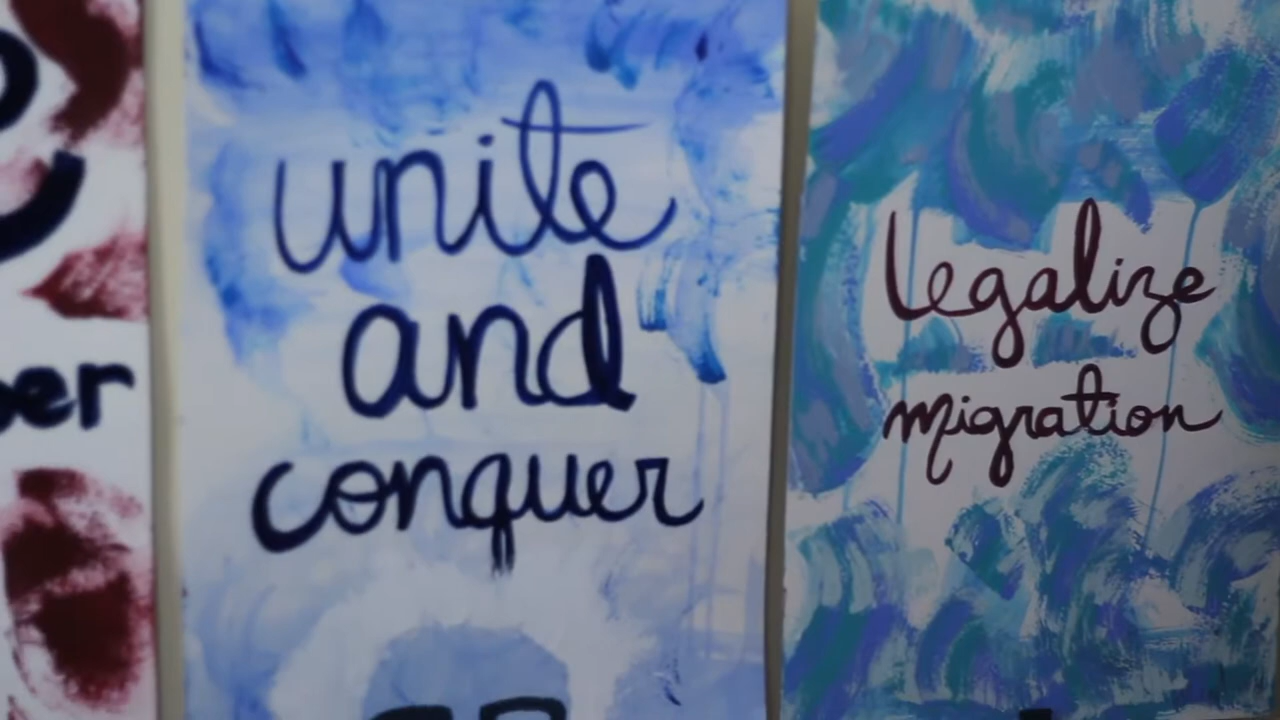 unite
and
conquer
legalize
migration